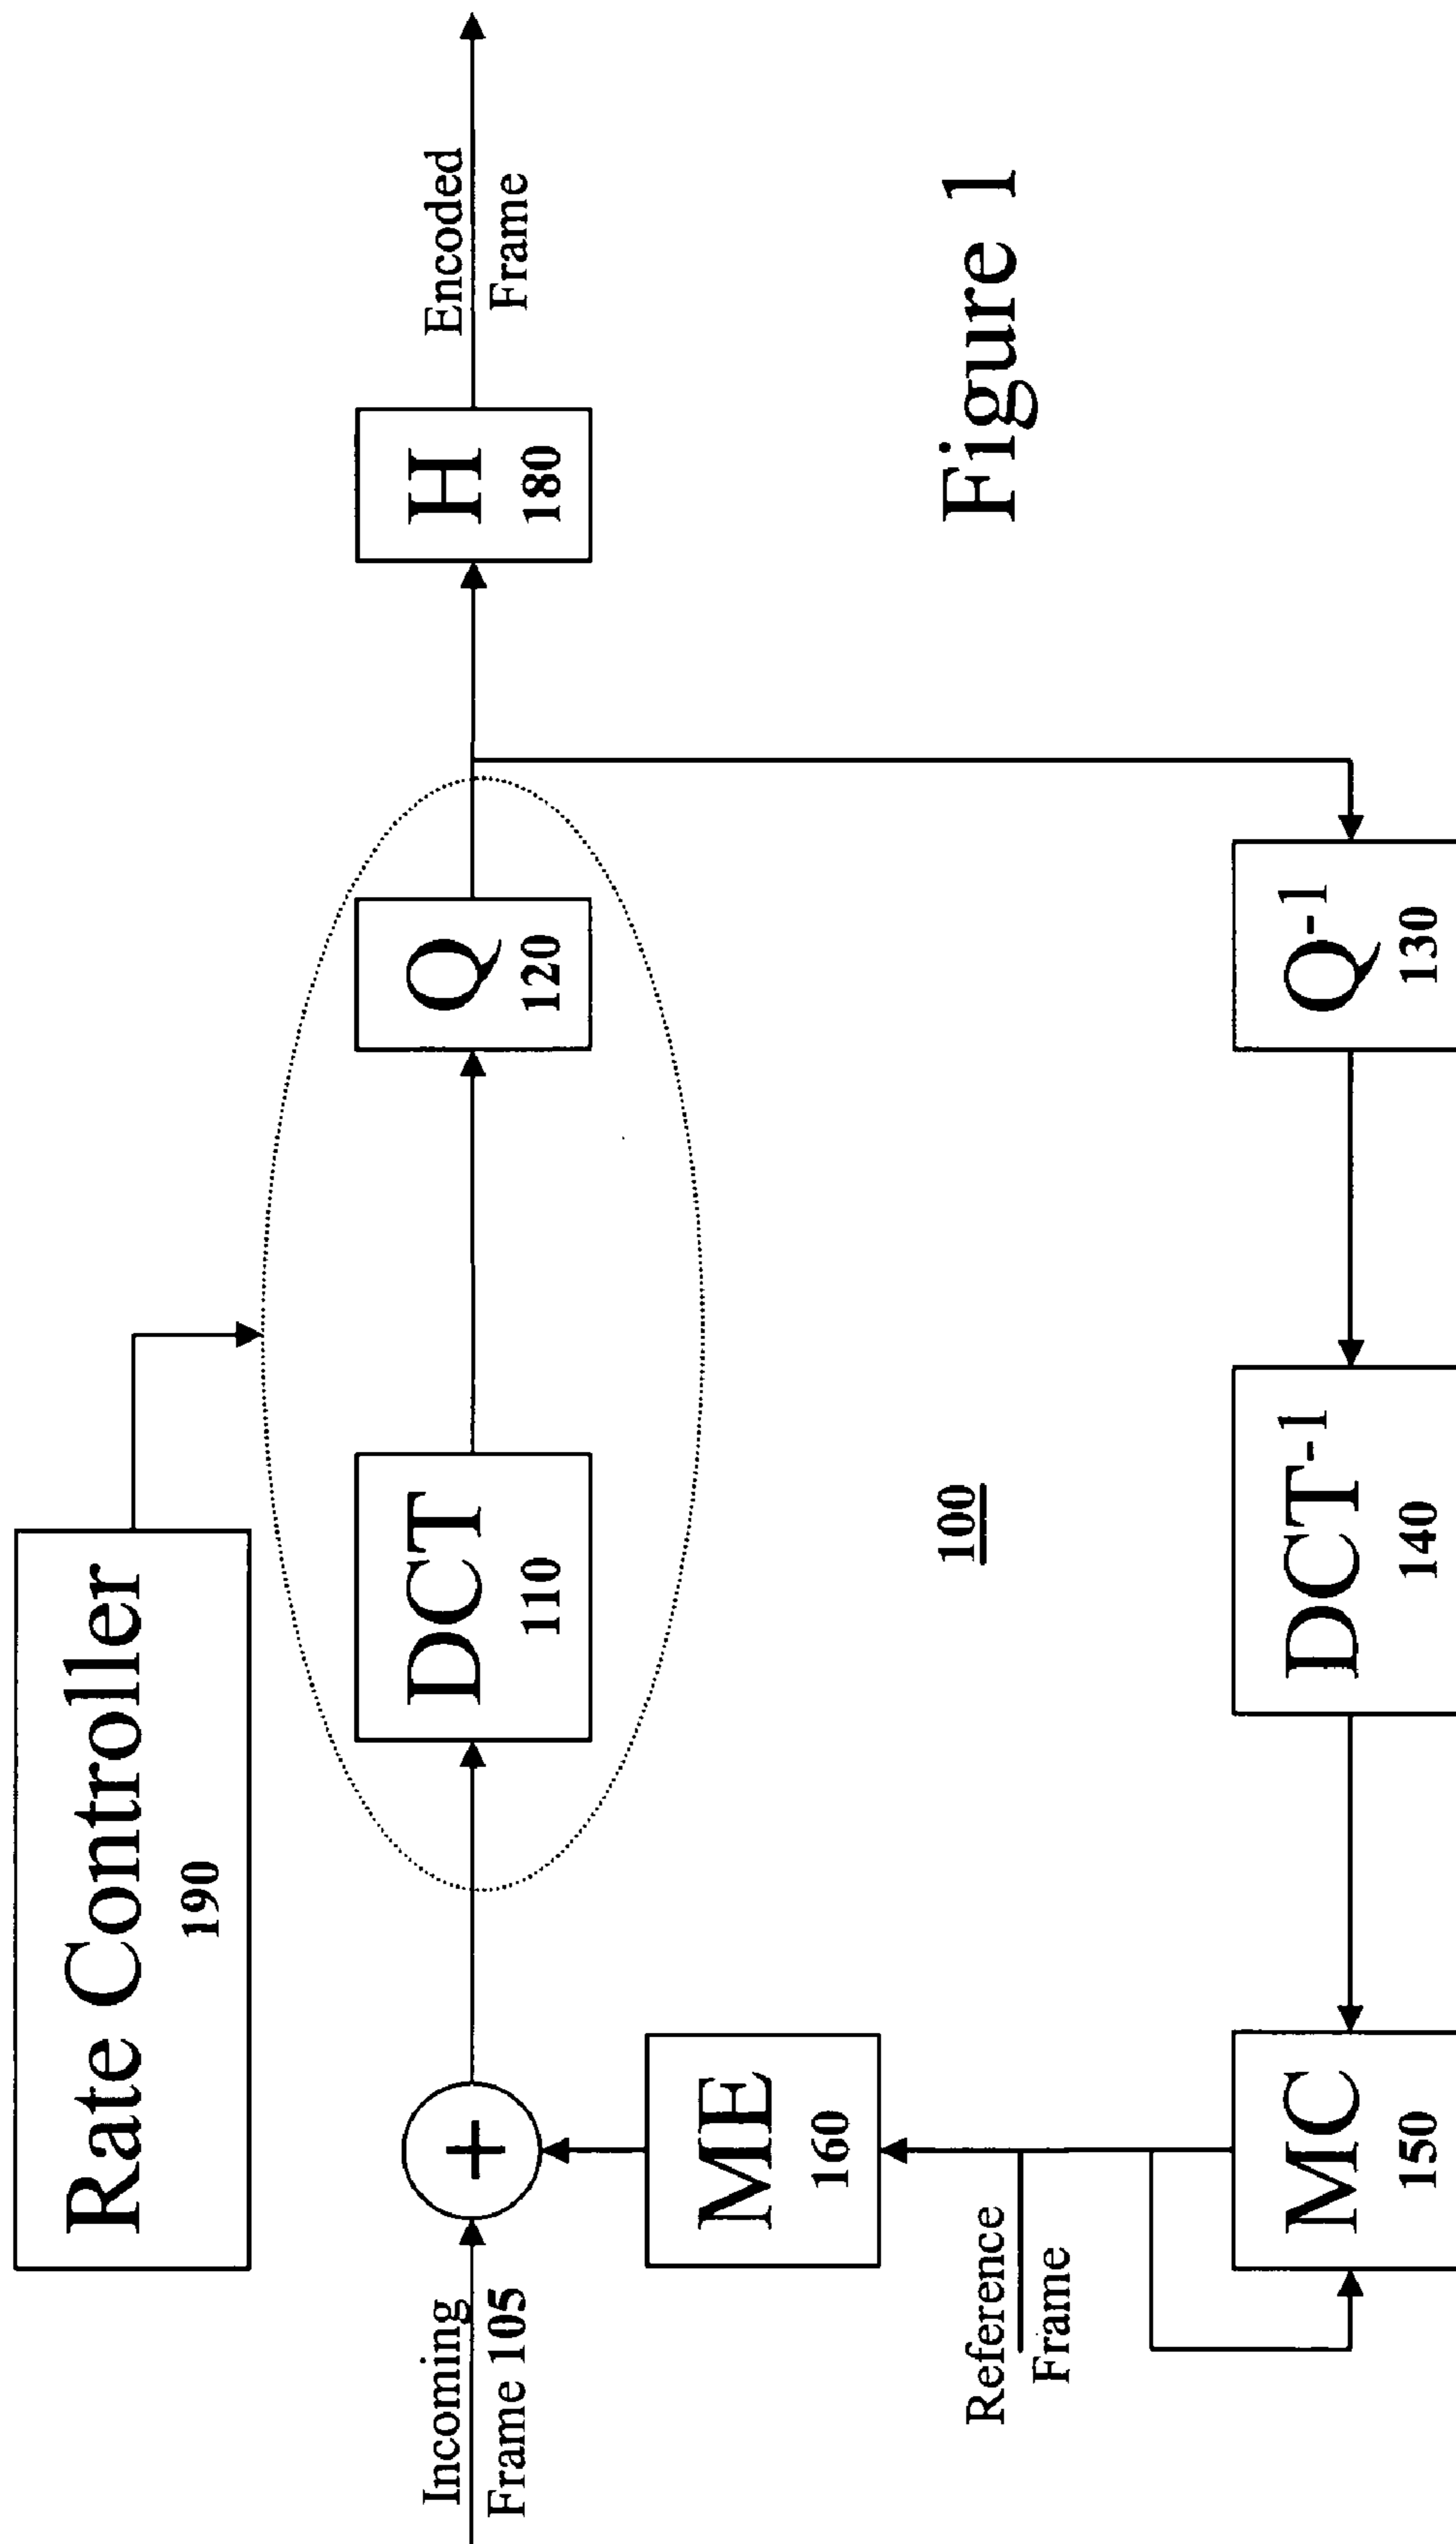 Rate Controller
190
Incoming
Frame 105
+
DCT
110
Q
120
H
180
Encoded
Frame
ME
160
Reference
Frame
100
MC
150
DCT-1
140
Q-1
130
Figure 1